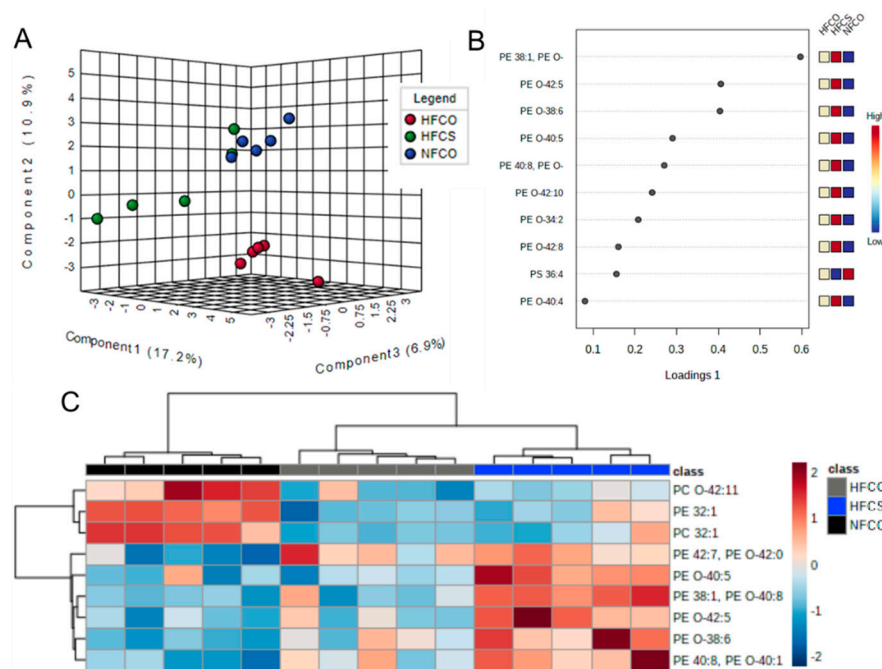 A
Component2 (10.9%)
5
4
3
2
1
0
-1
-2
-3
-3
-2
-1
0
1
2
3
4
5
Component1 (17.2%)
-3
-2.25
-1.5
-0.75
0
0.75
1.5
2.25
3
Component3 (6.9%)
Legend
HFCO
HFCS
NFCO
B
HFCO
HFCS
NFCO
PE 38:1, PE O-
PE O-42:5
PE O-38:6
PE O-40:5
PE 40:8, PE O-
PE O-42:10
PE O-34:2
PE O-42:8
PS 36:4
PE O-40:4
0.1 0.2 0.3 0.4 0.5 0.6
Loadings 1
High
Low
C
class
PC O-42:11
PE 32:1
PC 32:1
PE 42:7, PE O-42:0
PE O-40:5
PE 38:1, PE O-40:8
PE O-42:5
PE O-38:6
PE 40:8, PE O-40:1
2
1
0
-1
-2
class
HFCO
HFCS
NFCO